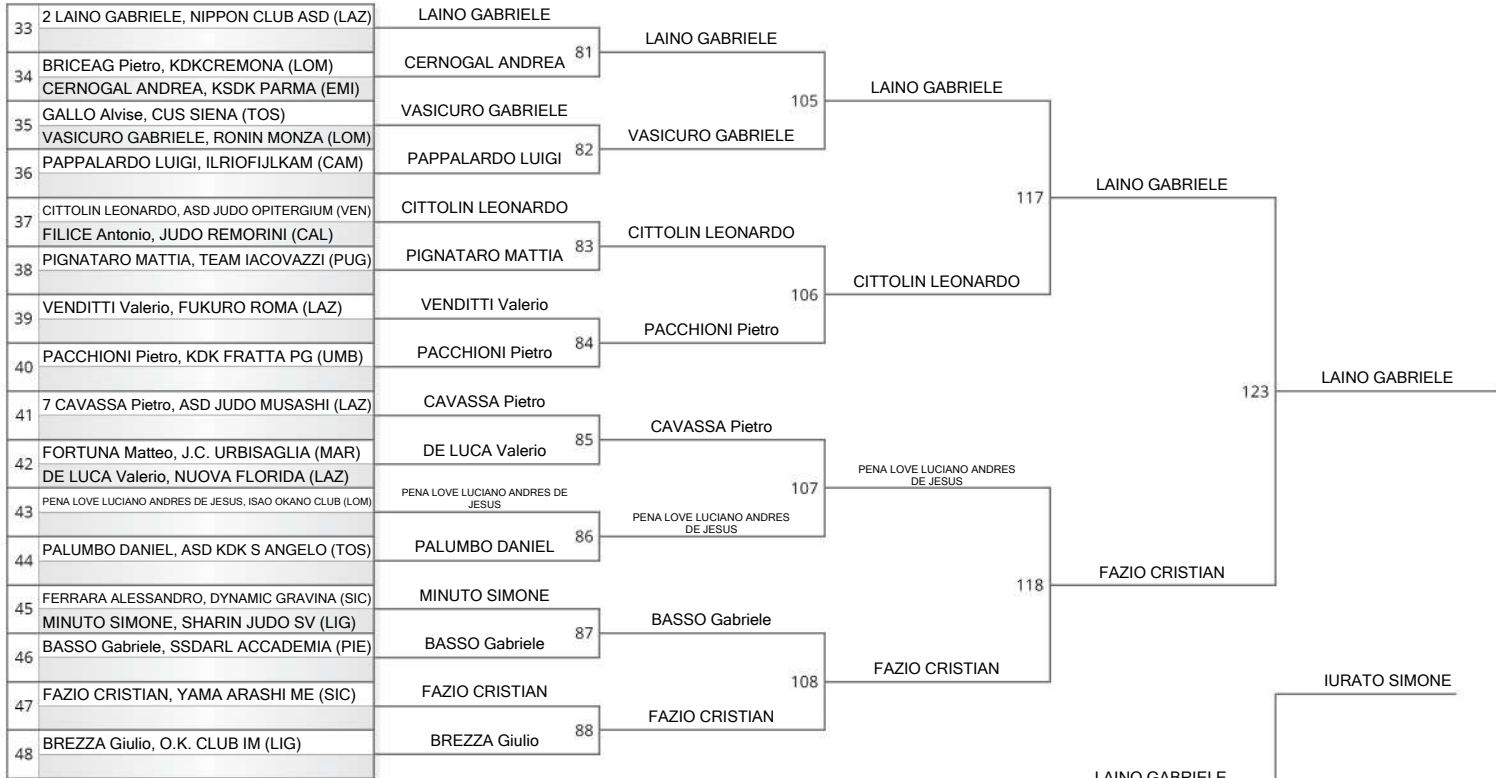 33
2 LAINO GABRIELE, NIPPON CLUB ASD (LAZ)
34
BRICEAG Pietro, KDKCREMONA (LOM)
CERNOGAL ANDREA, KSDK PARMA (EMI)
35
GALLO Alvise, CUS SIENA (TOS)
VASICURO GABRIELE, RONIN MONZA (LOM)
36
PAPPALARDO LUIGI, ILRIOFIJLKAM (CAM)
37
CITTOLIN LEONARDO, ASD JUDO OPITERGIUM (VEN)
FILICE Antonio, JUDO REMORINI (CAL)
38
PIGNATARO MATTIA, TEAM IACOVAZZI (PUG)
39
VENDITTI Valerio, FUKURO ROMA (LAZ)
40
PACCHIONI Pietro, KDK FRATTA PG (UMB)
41
7 CAVASSA Pietro, ASD JUDO MUSASHI (LAZ)
42
FORTUNA Matteo, J.C. URBISAGLIA (MAR)
DE LUCA Valerio, NUOVA FLORIDA (LAZ)
43
PENA LOVE LUCIANO ANDRES DE JESUS, ISAO OKANO CLUB (LOM)
44
PALUMBO DANIEL, ASD KDK S ANGELO (TOS)
45
FERRARA ALESSANDRO, DYNAMIC GRAVINA (SIC)
MINUTO SIMONE, SHARIN JUDO SV (LIG)
46
BASSO Gabriele, SSDARL ACCADEMIA (PIE)
47
FAZIO CRISTIAN, YAMA ARASHI ME (SIC)
48
BREZZA Giulio, O.K. CLUB IM (LIG)
LAINO GABRIELE
81
CERNOGAL ANDREA
VASICURO GABRIELE
82
PAPPALARDO LUIGI
CITTOLIN LEONARDO
83
PIGNATARO MATTIA
VENDITTI Valerio
84
PACCHIONI Pietro
CAVASSA Pietro
85
DE LUCA Valerio
PENA LOVE LUCIANO ANDRES DE
JESUS
86
PALUMBO DANIEL
MINUTO SIMONE
87
BASSO Gabriele
FAZIO CRISTIAN
88
BREZZA Giulio
LAINO GABRIELE
105
VASICURO GABRIELE
CITTOLIN LEONARDO
106
PACCHIONI Pietro
CAVASSA Pietro
107
PENA LOVE LUCIANO ANDRES
DE JESUS
BASSO Gabriele
108
FAZIO CRISTIAN
LAINO GABRIELE
117
CITTOLIN LEONARDO
PENA LOVE LUCIANO ANDRES
DE JESUS
118
FAZIO CRISTIAN
LAINO GABRIELE
123
FAZIO CRISTIAN
LAINO GABRIELE
IURATO SIMONE
LAINO GABRIELE